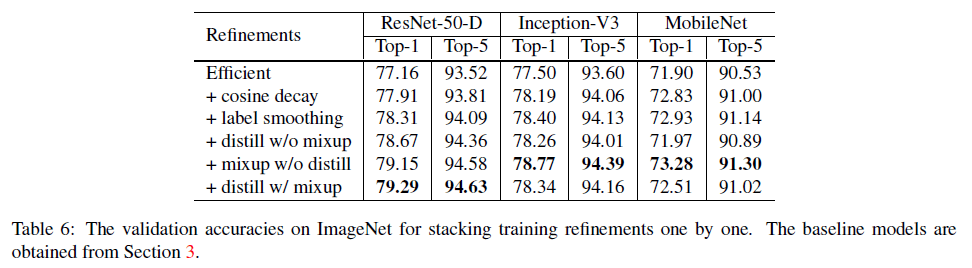 Refinements ResNet-50-D Inception-V3 MobileNet
Top-1 Top-5 Top-1 Top-5 Top-1 Top-5
Efficient 77.16 93.52 77.50 93.60 71.90 90.53
+ cosine decay 77.91 93.81 78.19 94.06 72.83 91.00
+ label smoothing 78.31 94.09 78.40 94.13 72.93 91.14
+ distill w/o mixup 78.67 94.36 78.26 94.01 71.97 90.89
+ mixup w/o distill 79.15 94.58 78.77 94.39 73.28 91.30
+ distill w/ mixup 79.29 94.63 78.34 94.16 72.51 91.02
Table 6: The validation accuracies on ImageNet for stacking training refinements one by one. The baseline models are
obtained from Section 3.